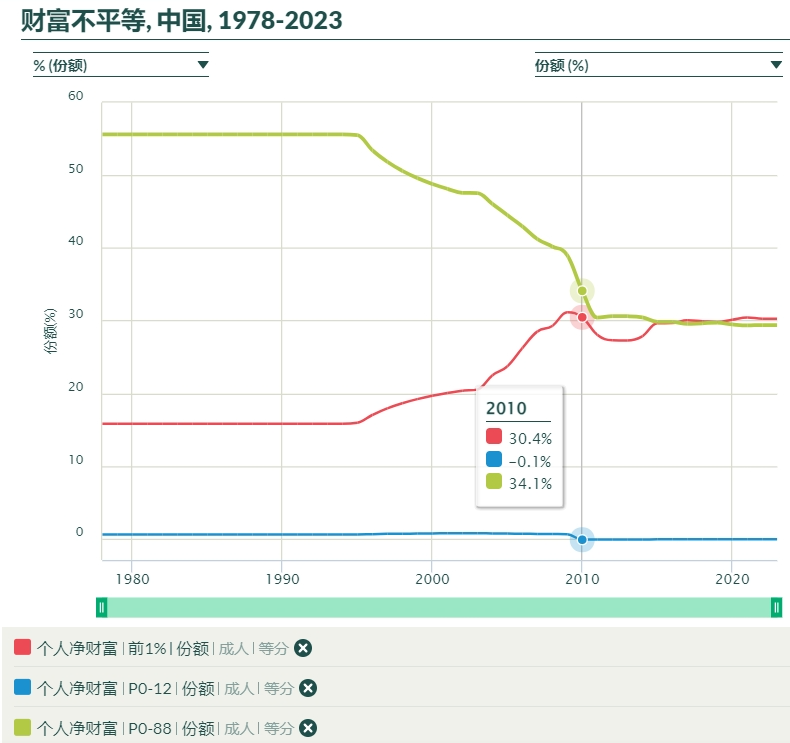 财富不平等, 中国, 1978-2023
% (份额)
份额 (%)
60
50
40
30
20
10
0
份额(%)
2010
30.4%
−0.1%
34.1%
1980
1990
2000
2010
2020
个人净财富 | 前1% | 份额 | 成人 | 等分
个人净财富 | P0-12 | 份额 | 成人 | 等分
个人净财富 | P0-88 | 份额 | 成人 | 等分